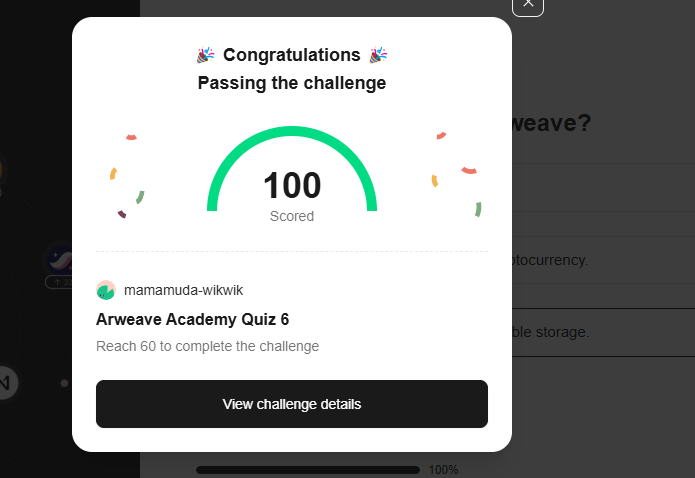 Congratulations
Passing the challenge
weave?
100
Scored
tocurrency.
mamamuda-wikwik
Arweave Academy Quiz 6
ble storage.
Reach 60 to complete the challenge
View challenge details
100%